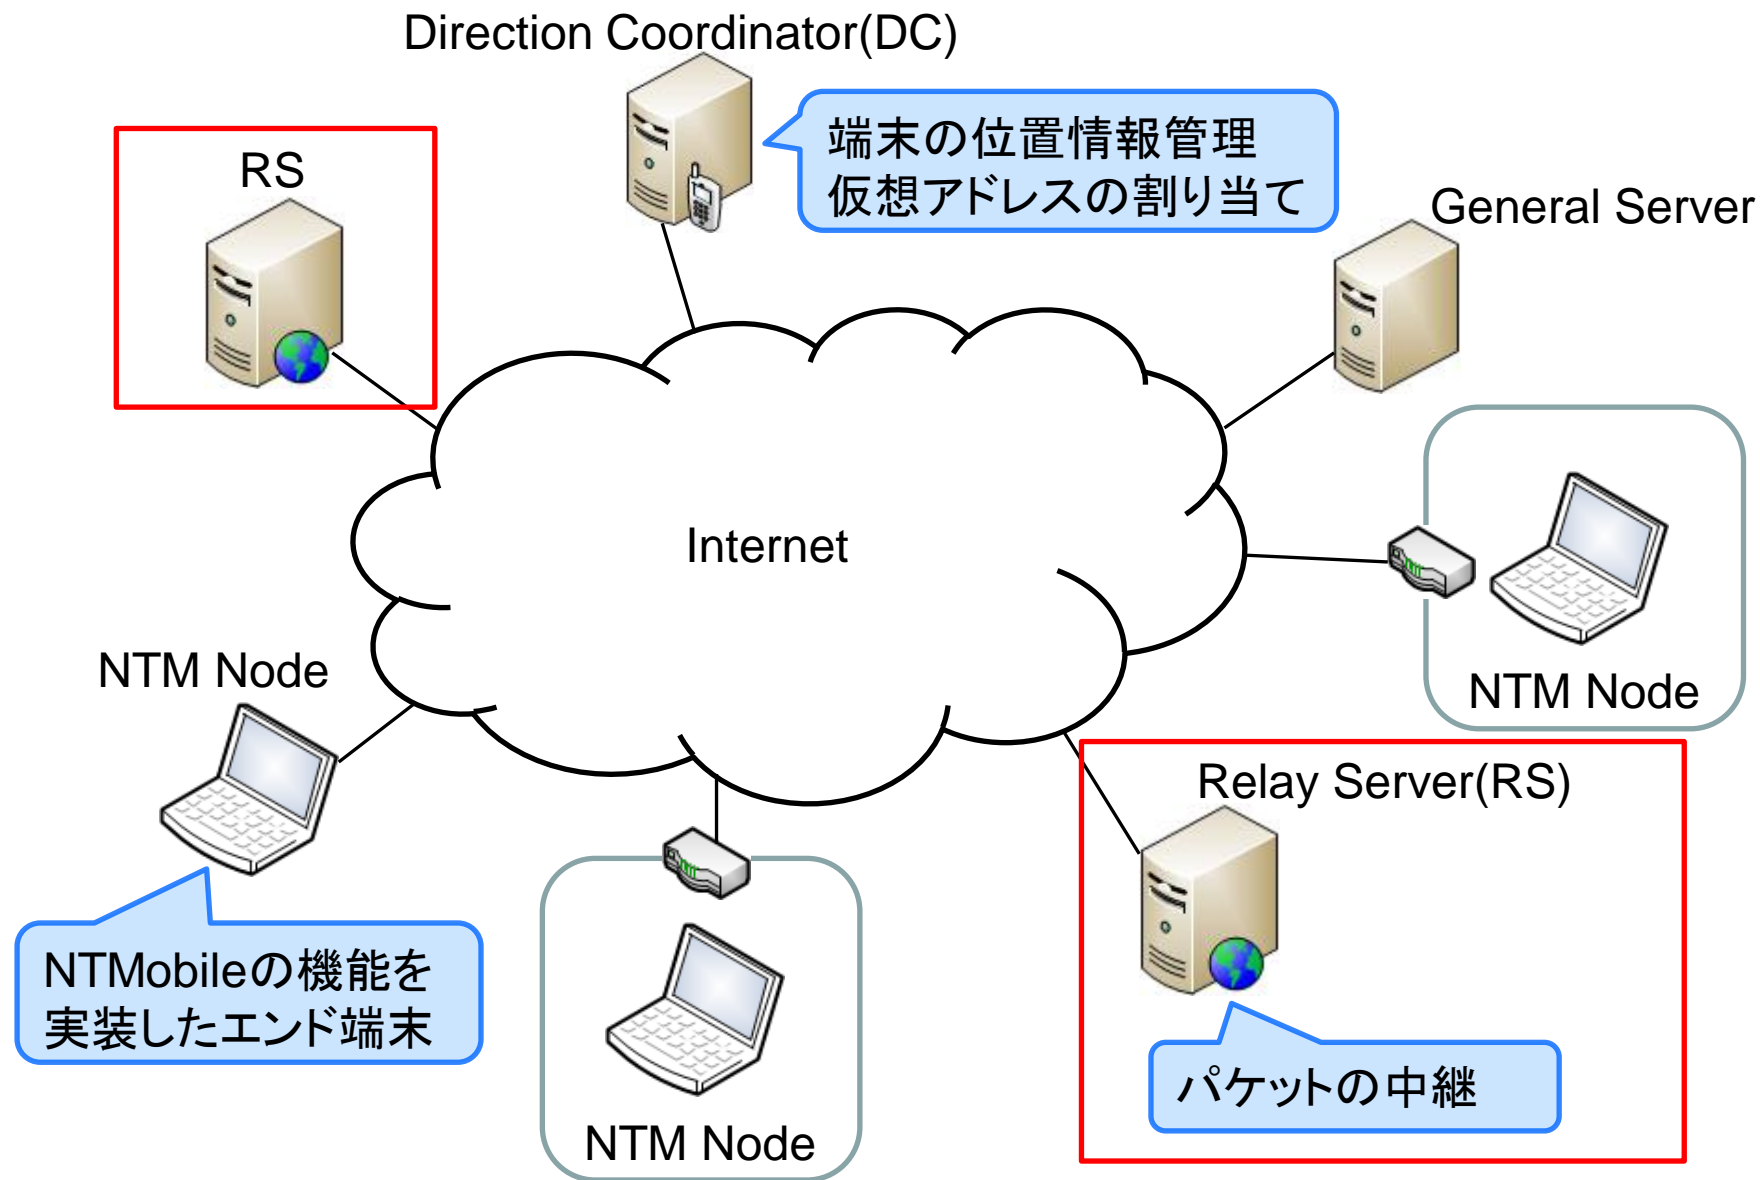 Direction Coordinator(DC)
端末の位置情報管理
仮想アドレスの割り当て
RS
General Server
Internet
NTM Node
NTM Node
Relay Server(RS)
NTMobileの機能を
実装したエンド端末
パケットの中継
NTM Node